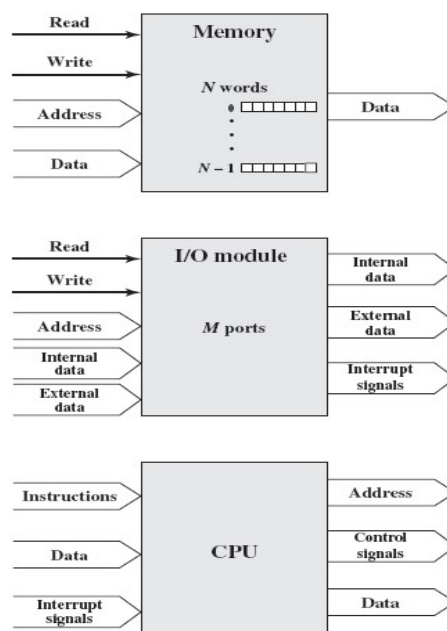 Read
Write
Address
Data
Memory
N words
0
N – 1
Data
Read
Write
Address
Internal
data
External
data
I/O module
M ports
Internal
data
External
data
Interrupt
signals
Instructions
Data
Interrupt
signals
CPU
Address
Control
signals
Data